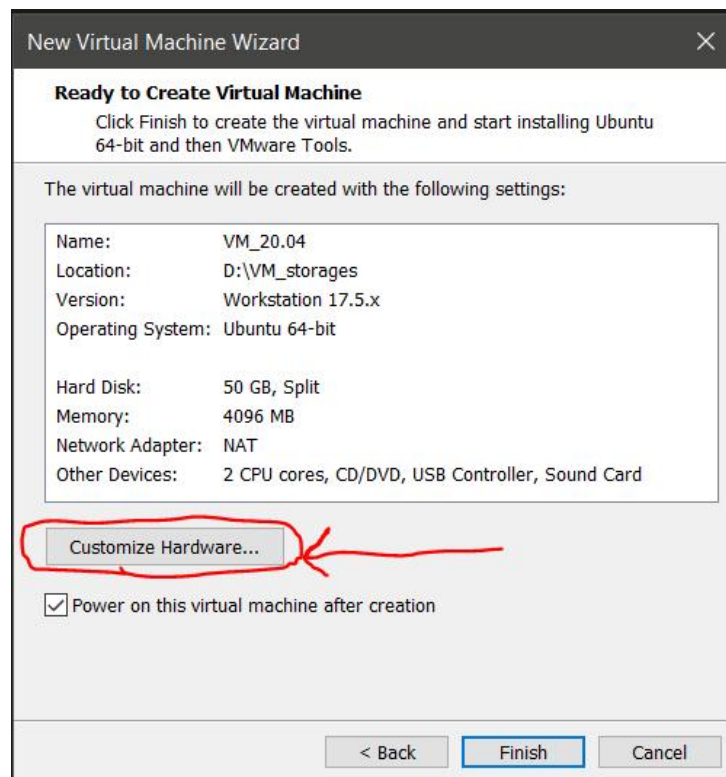 New Virtual Machine Wizard
Ready to Create Virtual Machine
Click Finish to create the virtual machine and start installing Ubuntu
64-bit and then VMware Tools.
The virtual machine will be created with the following settings:
Name: VM_20.04
Location: D:\VM_storages
Version: Workstation 17.5.x
Operating System: Ubuntu 64-bit
Hard Disk: 50 GB, Split
Memory: 4096 MB
Network Adapter: NAT
Other Devices: 2 CPU cores, CD/DVD, USB Controller, Sound Card
Customize Hardware...
Power on this virtual machine after creation
< Back Finish Cancel